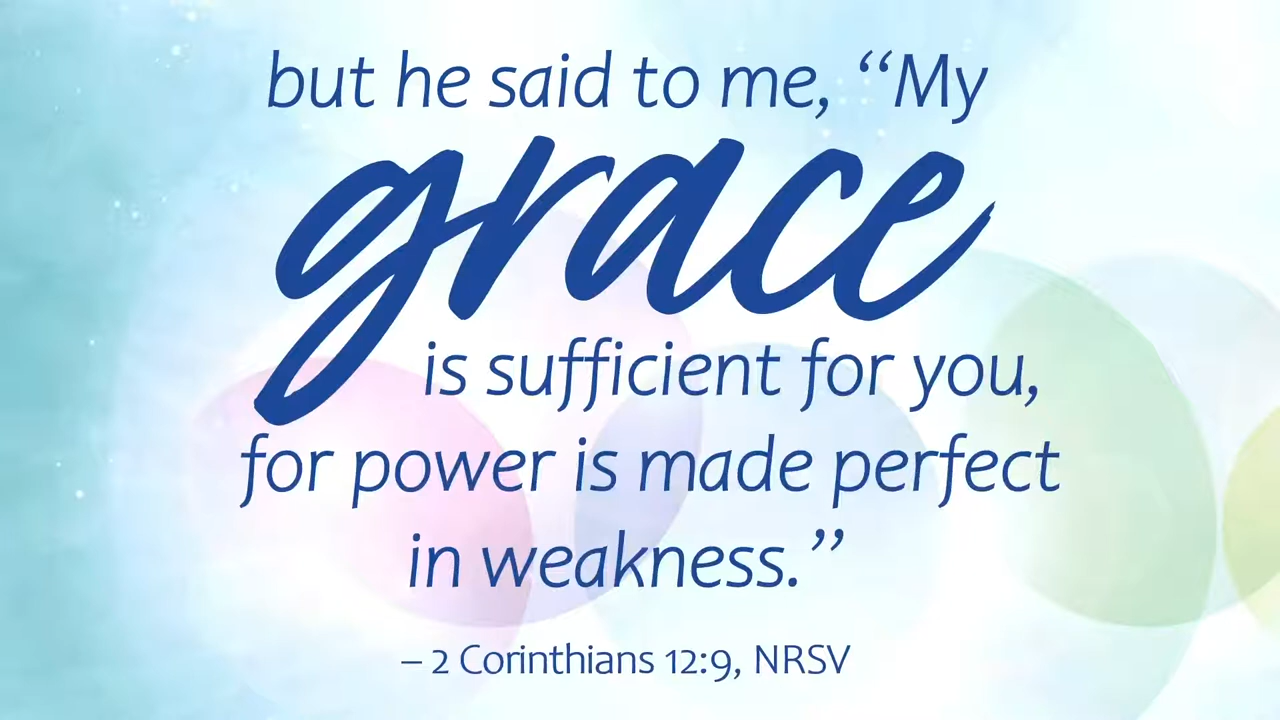 but he said to me, “My
grace
is sufficient for you,
for power is made perfect
in weakness.”
– 2 Corinthians 12:9, NRSV